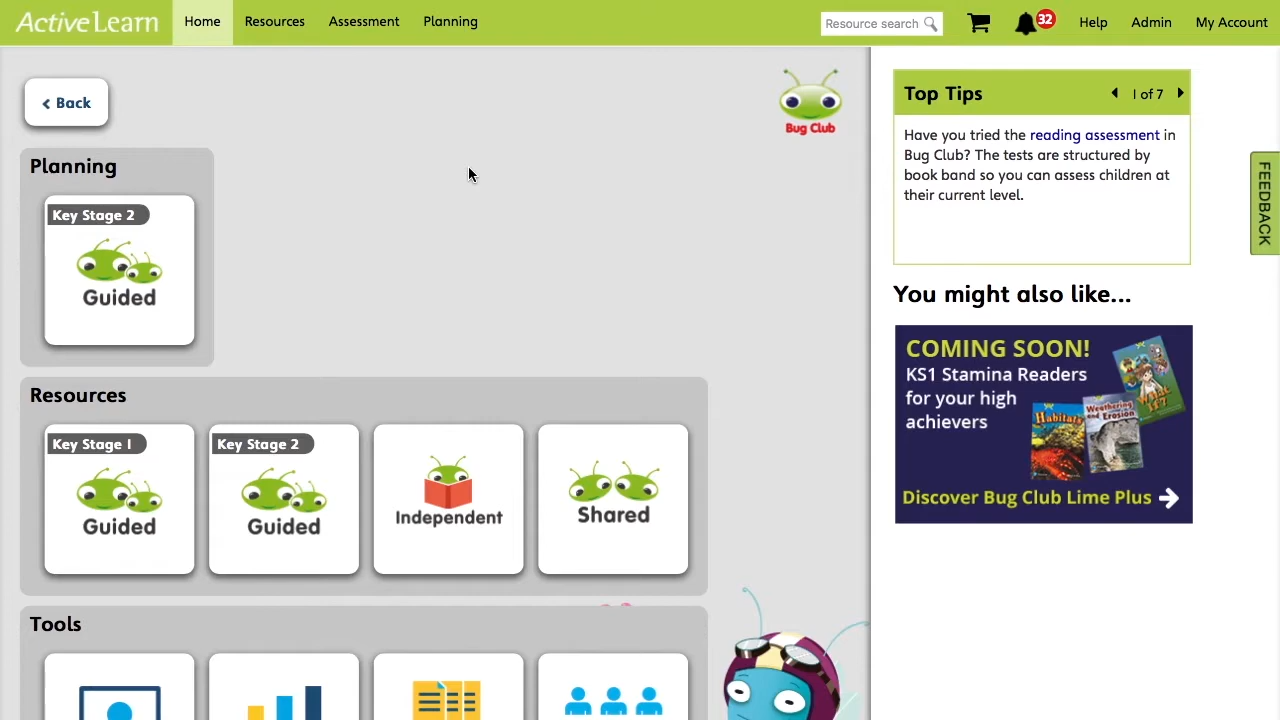 ActiveLearn Home Resources Assessment Planning Resource search 32 Help Admin My Account
Back
Bug Club
Planning
Key Stage 2
Guided
Resources
Key Stage 1
Guided
Key Stage 2
Guided
Independent
Shared
Tools
Top Tips 1 of 7
Have you tried the reading assessment in
Bug Club? The tests are structured by
book band so you can assess children at
their current level.
FEEDBACK
You might also like...
COMING SOON!
KS1 Stamina Readers
for your high
achievers
Habitats
Weathering
and Erosion
Discover Bug Club Lime Plus